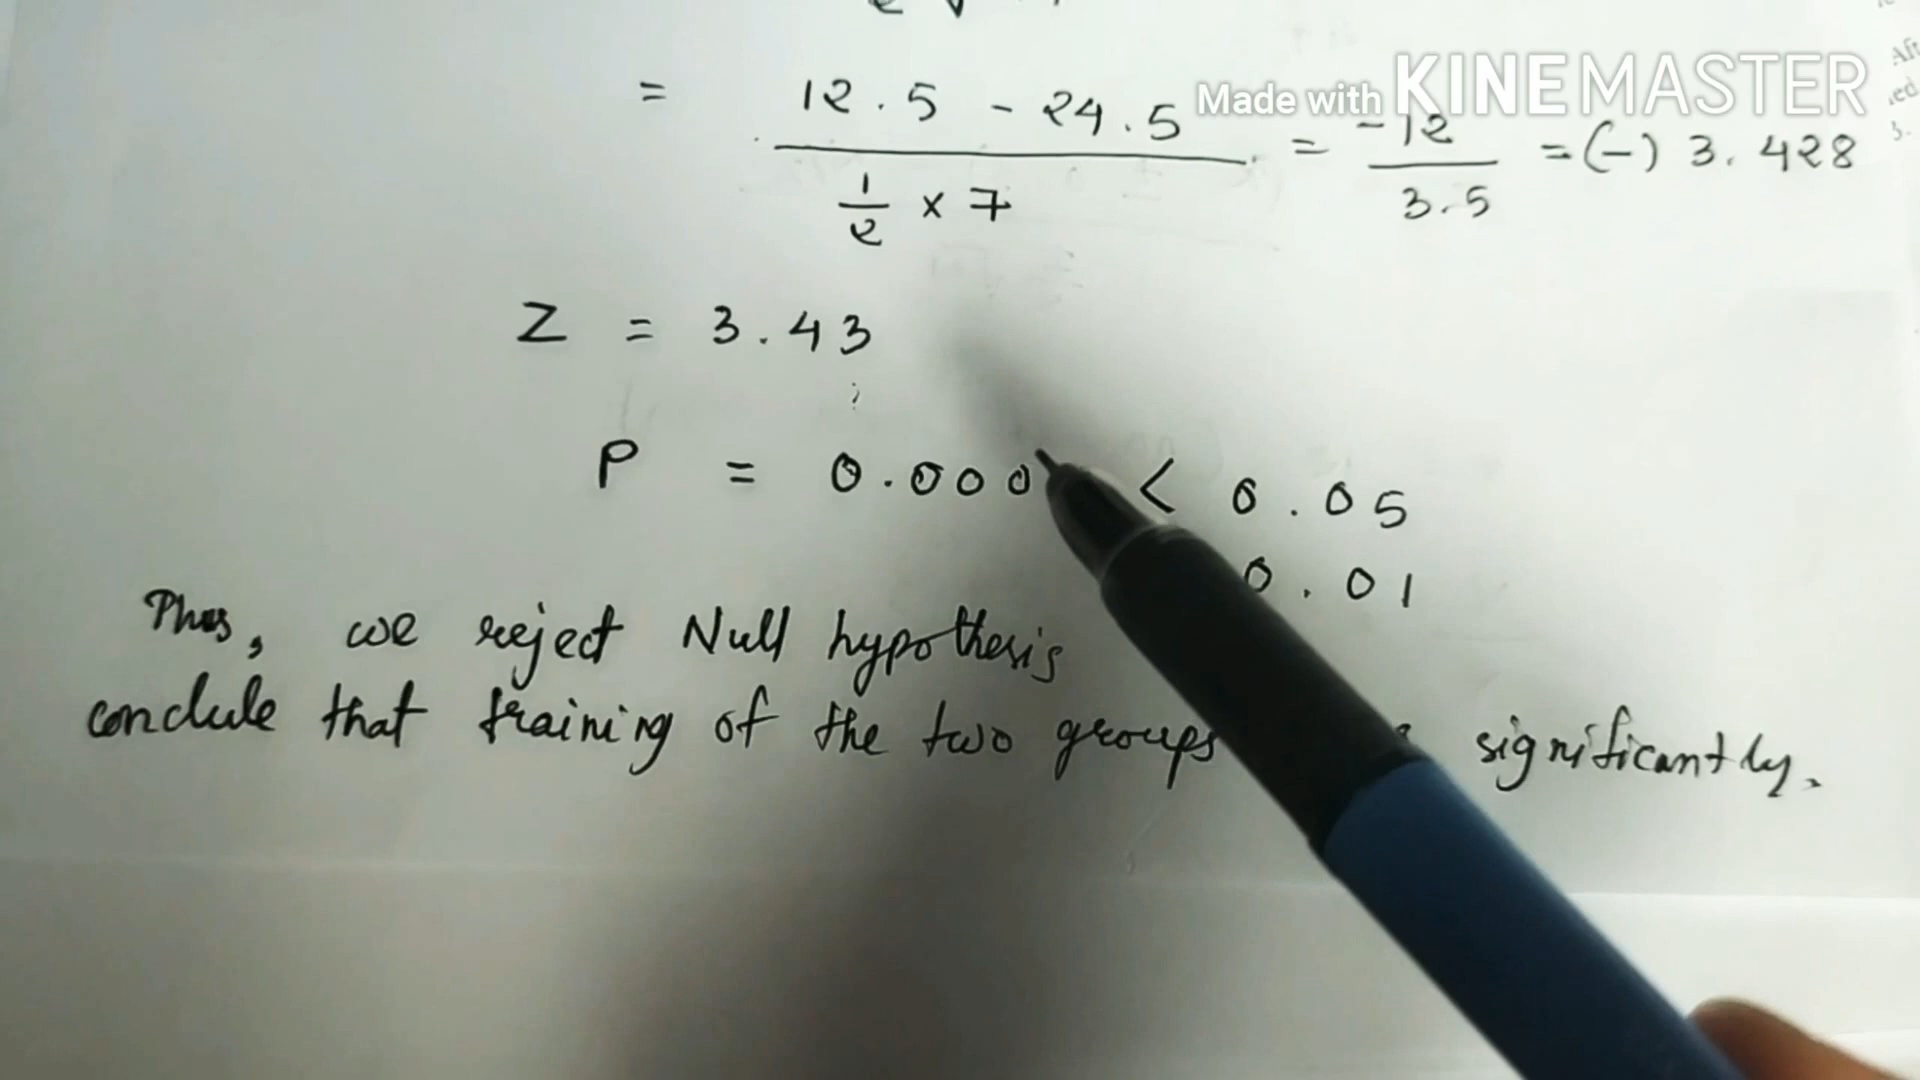 = 12.5 - 24.5 / 1/2 × 7 = -12 / 3.5 = (-) 3.428
Made with KINEMASTER
Z = 3.43
P = 0.000 < 0.05
0.01
Thus, we reject Null hypothesis
conclude that training of the two groups significantly.